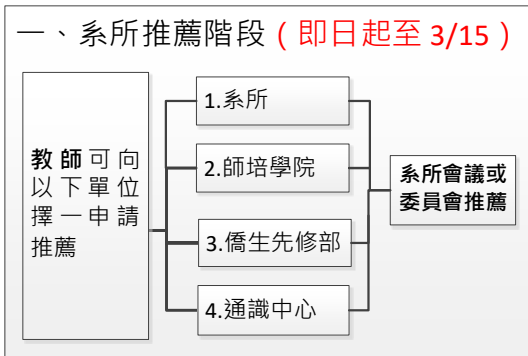 一、系所推薦階段(即日起至 3/15)
教師可向
以下單位
擇一申請
推薦
1.系所
2.師培學院
3.僑生先修部
4.通識中心
系所會議或
委員會推薦